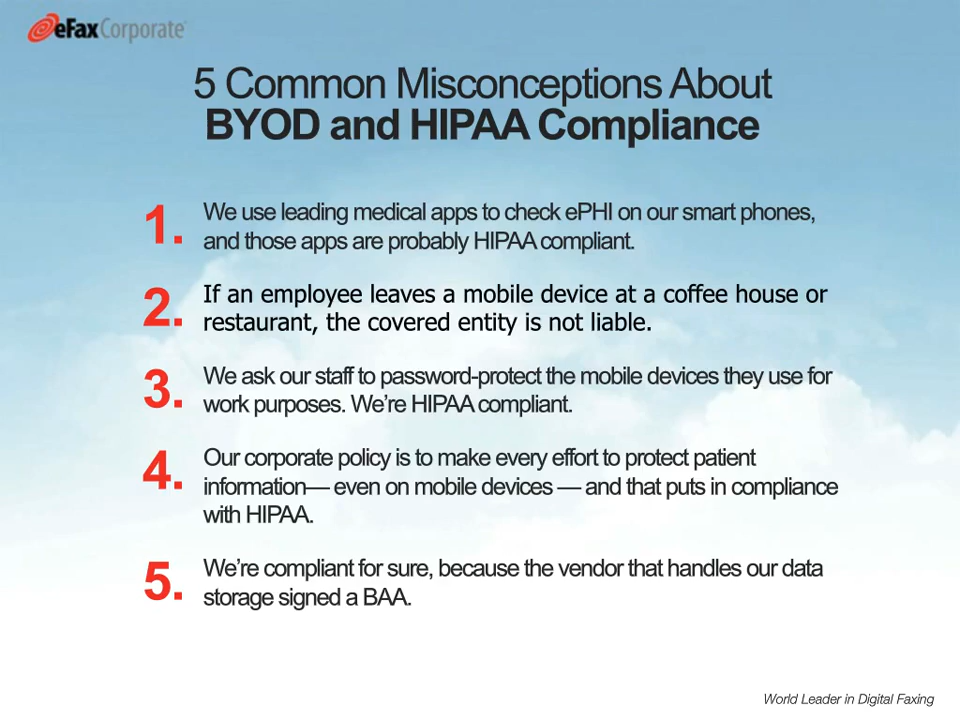 eFaxCorporate
5 Common Misconceptions About
BYOD and HIPAA Compliance
1. We use leading medical apps to check ePHI on our smart phones,
and those apps are probably HIPAA compliant.
2. If an employee leaves a mobile device at a coffee house or
restaurant, the covered entity is not liable.
3. We ask our staff to password-protect the mobile devices they use for
work purposes. We’re HIPAA compliant.
4. Our corporate policy is to make every effort to protect patient
information— even on mobile devices — and that puts in compliance
with HIPAA.
5. We’re compliant for sure, because the vendor that handles our data
storage signed a BAA.
World Leader in Digital Faxing